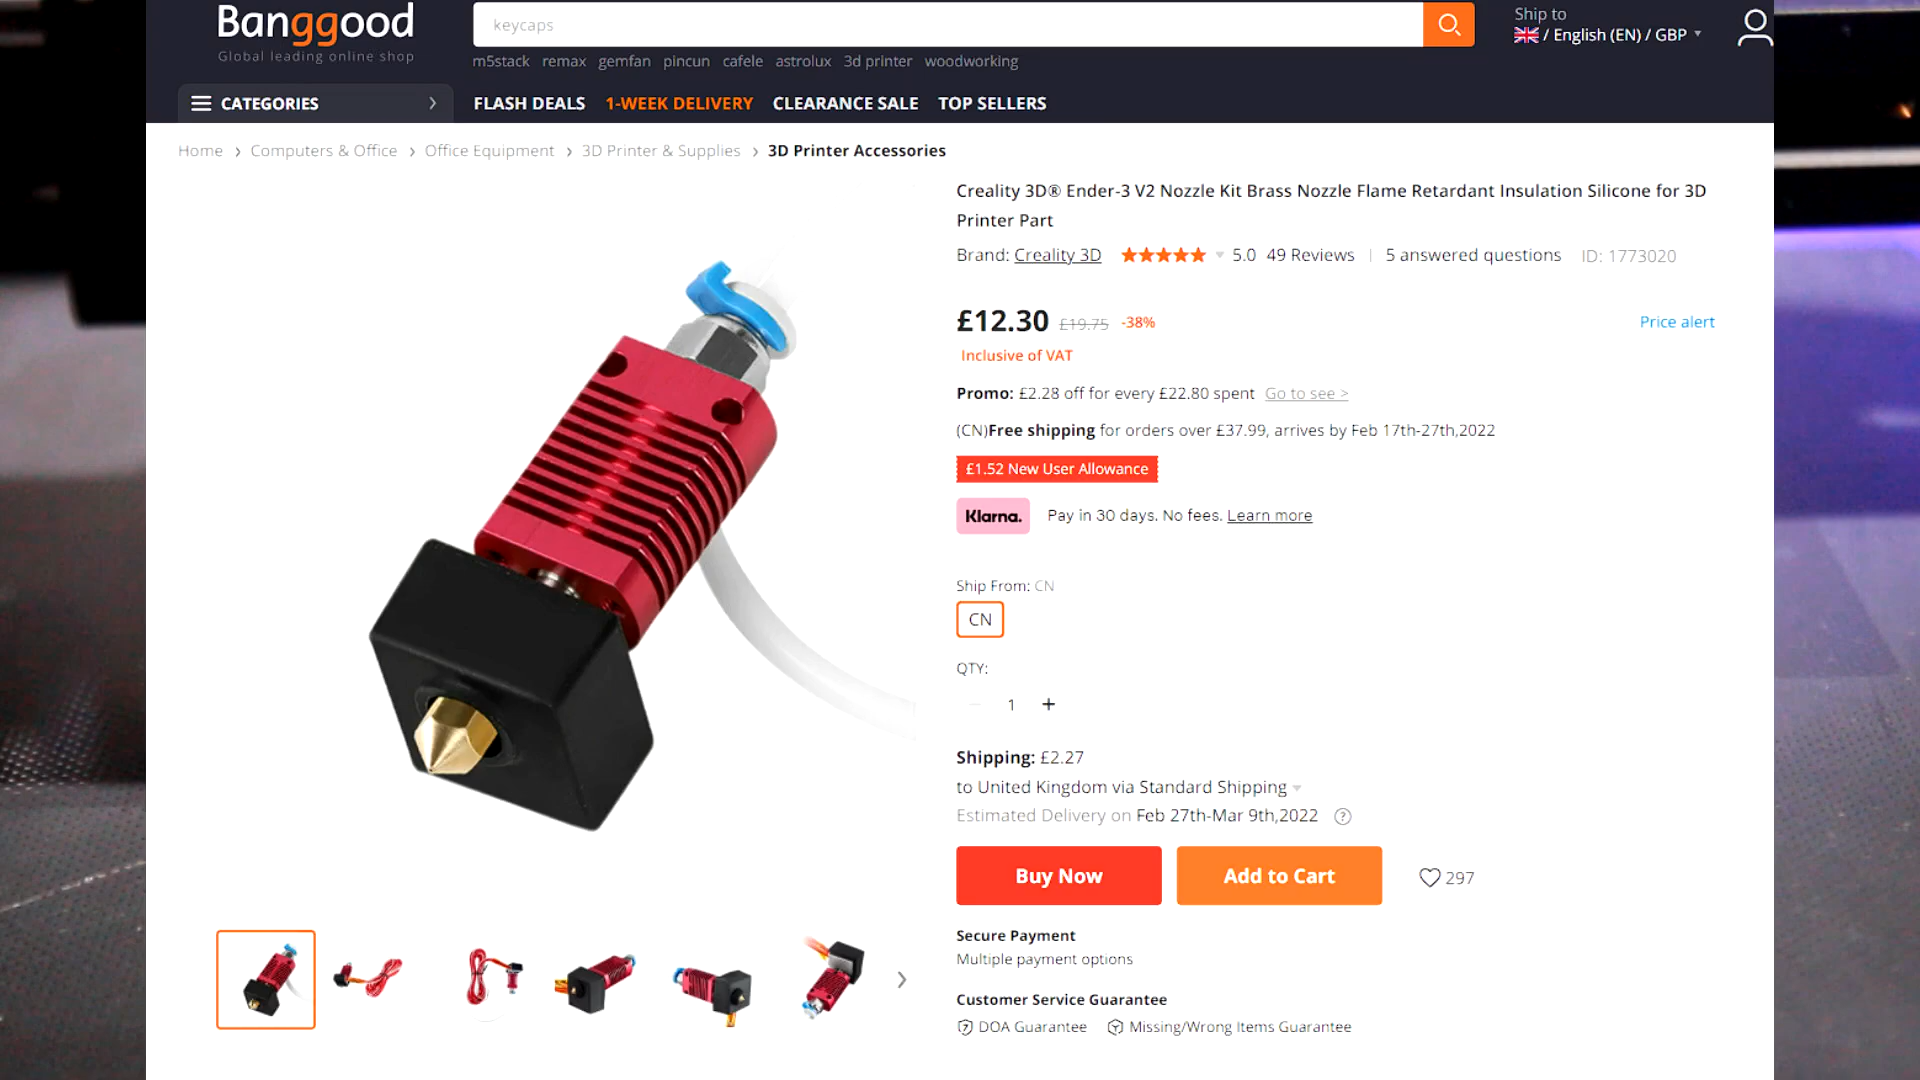 Banggood
Global leading online shop
keycaps
Ship to
/ English (EN) / GBP
m5stack remax gemfan pincun cafele astrolux 3d printer woodworking
CATEGORIES
FLASH DEALS 1-WEEK DELIVERY CLEARANCE SALE TOP SELLERS
Home > Computers & Office > Office Equipment > 3D Printer & Supplies > 3D Printer Accessories
Creality 3D® Ender-3 V2 Nozzle Kit Brass Nozzle Flame Retardant Insulation Silicone for 3D
Printer Part
Brand: Creality 3D 5.0 49 Reviews | 5 answered questions ID: 1773020
£12.30 £19.75 -38%
Price alert
Inclusive of VAT
Promo: £2.28 off for every £22.80 spent Go to see >
(CN)Free shipping for orders over £37.99, arrives by Feb 17th-27th,2022
£1.52 New User Allowance
Klarna. Pay in 30 days. No fees. Learn more
Ship From: CN
CN
QTY:
1 +
Shipping: £2.27
to United Kingdom via Standard Shipping
Estimated Delivery on Feb 27th-Mar 9th,2022 ?
Buy Now
Add to Cart
297
Secure Payment
Multiple payment options
Customer Service Guarantee
DOA Guarantee Missing/Wrong Items Guarantee